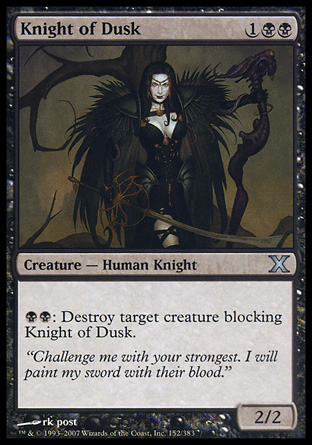 Knight of Dusk 1
Creature — Human Knight X
: Destroy target creature blocking
Knight of Dusk.
“Challenge me with your strongest. I will
paint my sword with their blood.”
rk post
2/2
™ & © 1993–2007 Wizards of the Coast, Inc. 152/383